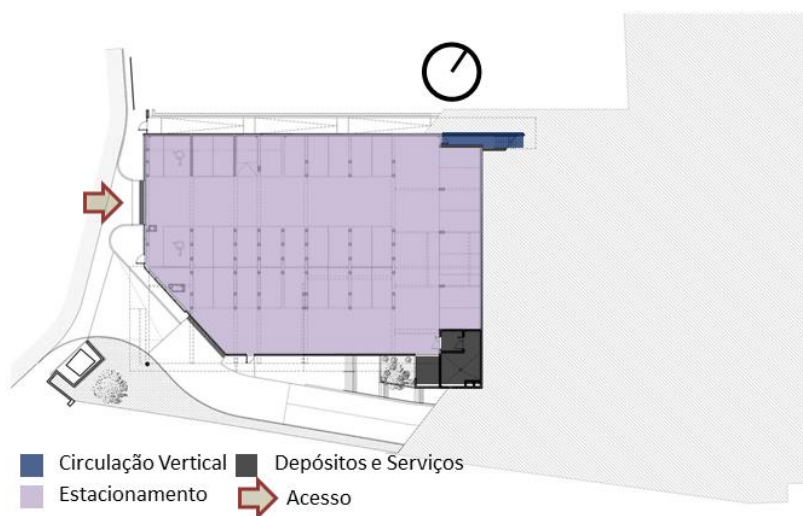 Circulação Vertical
Depósitos e Serviços
Estacionamento
Acesso